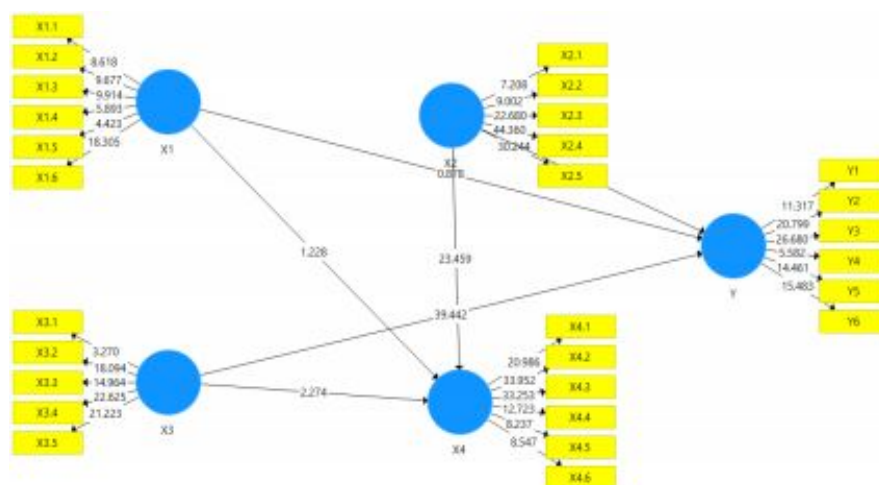 X1.1
X1.2
X1.3
X1.4
X1.5
X1.6
8.618
9.677
9.914
5.893
4.423
18.305
X1
X2.1
X2.2
X2.3
X2.4
X2.5
7.208
9.002
22.680
44.360
30.244
X2
0.878
1.228
23.459
39.442
2.274
Y1
Y2
Y3
Y4
Y5
Y6
11.317
20.799
26.680
5.582
14.461
15.483
Y
X3.1
X3.2
X3.3
X3.4
X3.5
3.270
18.094
14.964
22.625
21.223
X3
X4.1
X4.2
X4.3
X4.4
X4.5
X4.6
20.986
33.952
33.253
12.723
8.237
8.547
X4